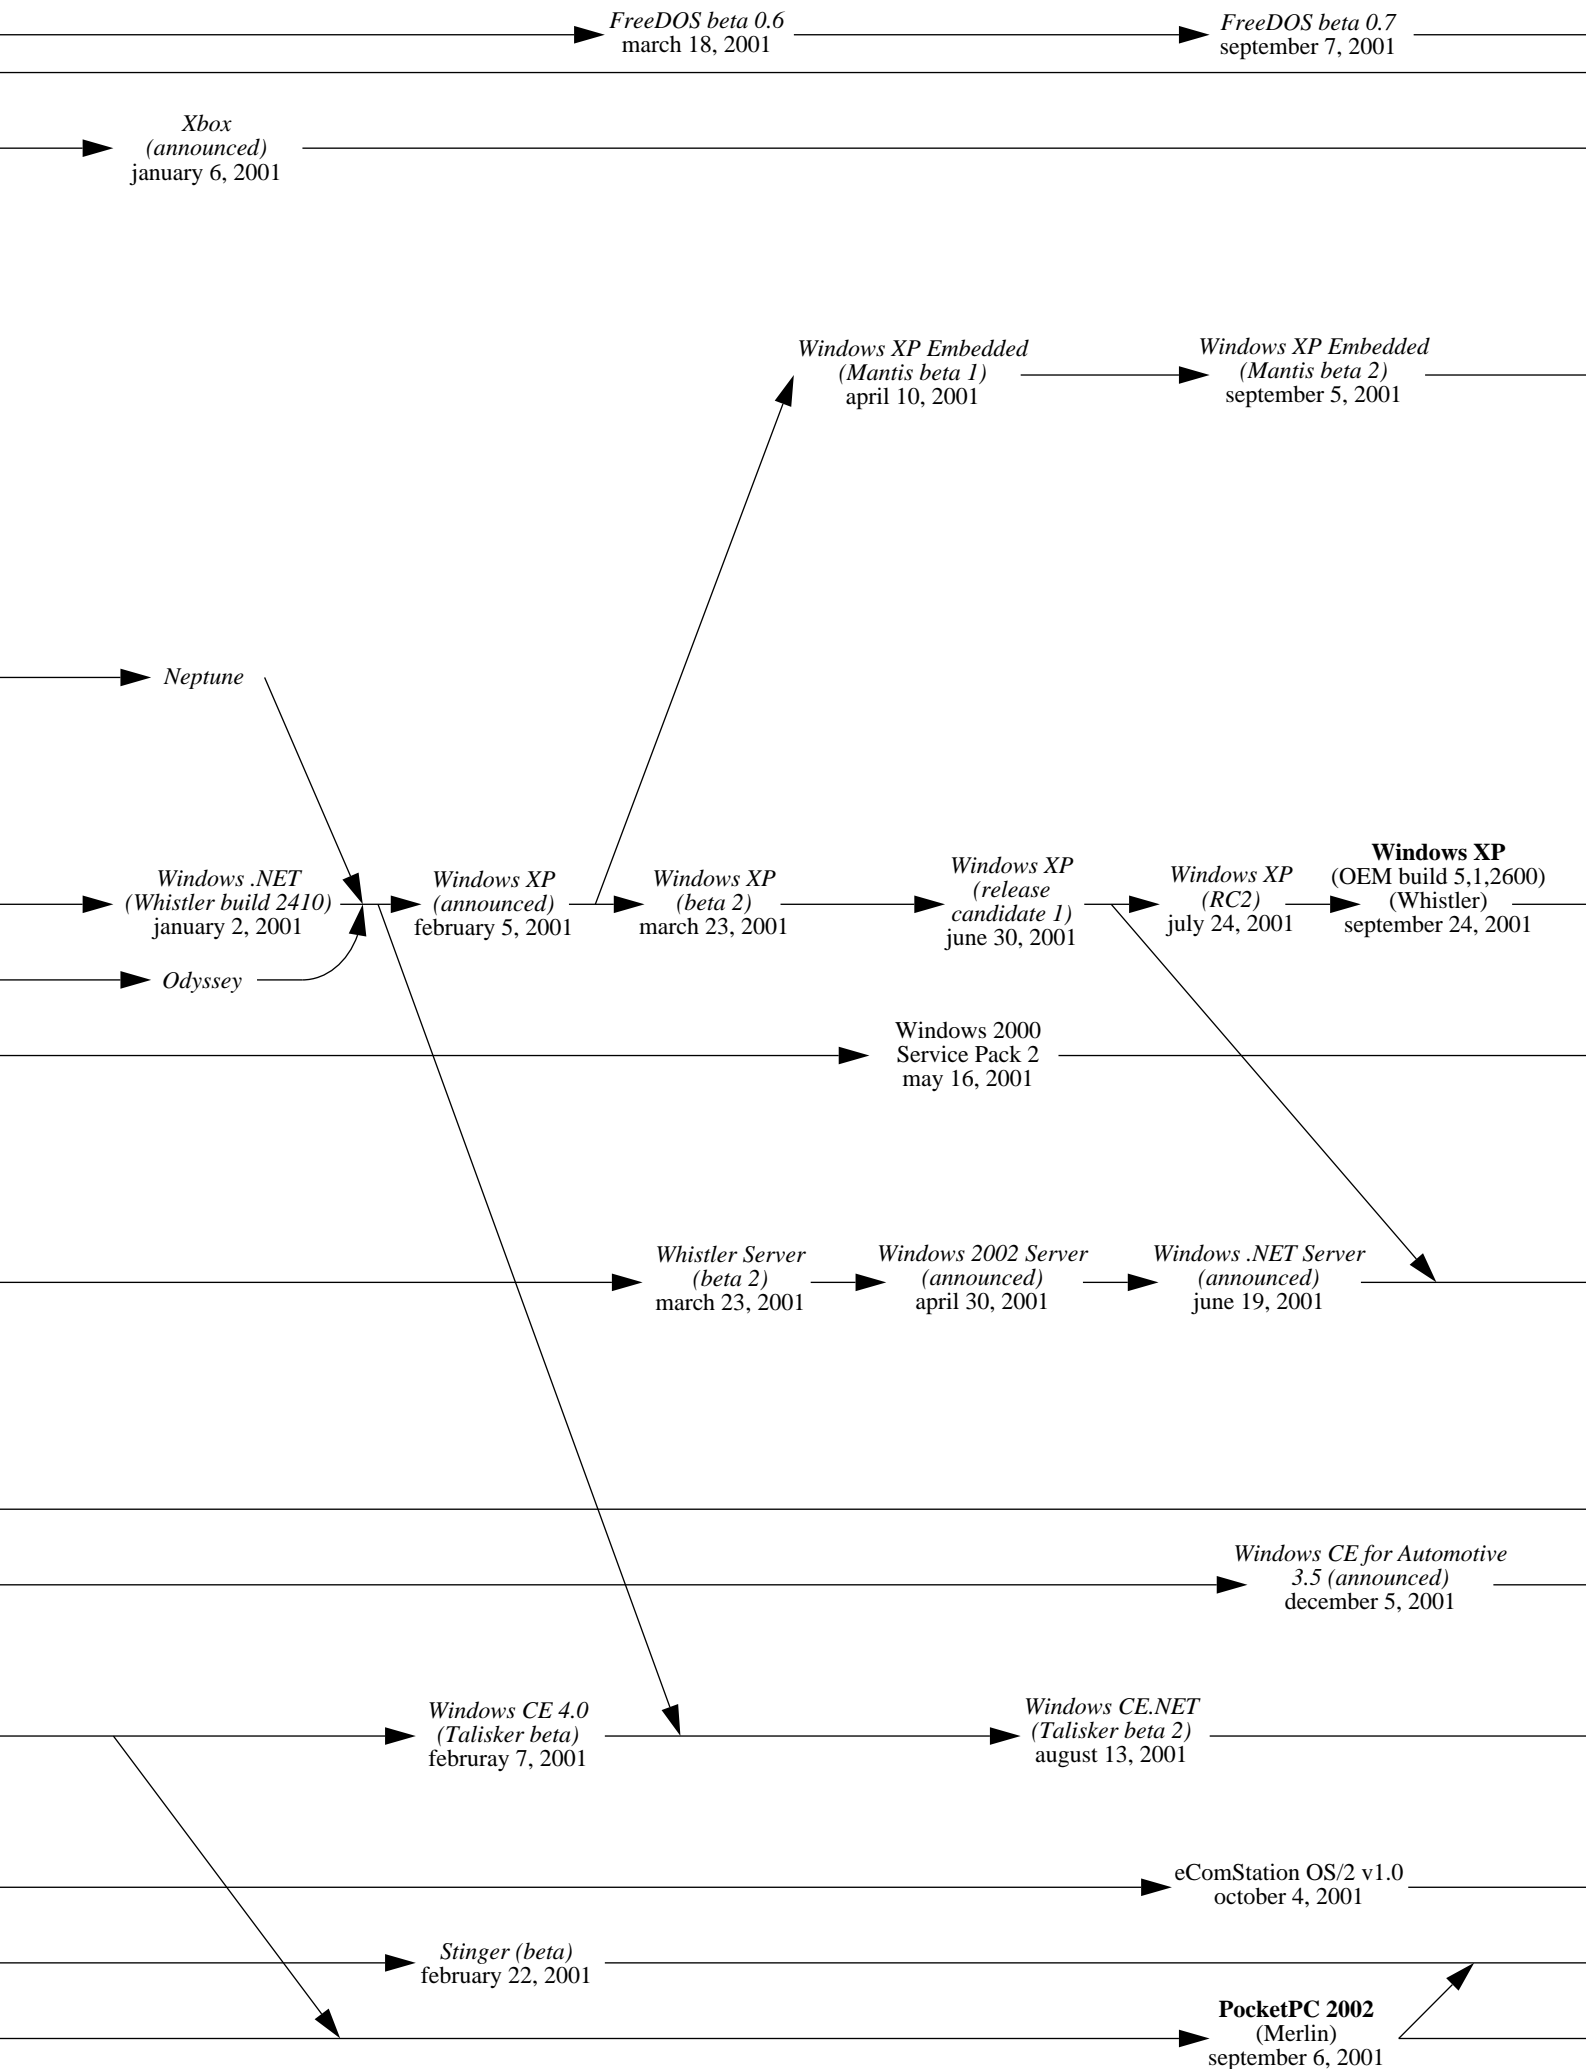 FreeDOS beta 0.6
march 18, 2001
FreeDOS beta 0.7
september 7, 2001
Xbox
(announced)
january 6, 2001
Windows XP Embedded
(Mantis beta 1)
april 10, 2001
Windows XP Embedded
(Mantis beta 2)
september 5, 2001
Neptune
Windows .NET
(Whistler build 2410)
january 2, 2001
Windows XP
(announced)
february 5, 2001
Windows XP
(beta 2)
march 23, 2001
Windows XP
(release
candidate 1)
june 30, 2001
Windows XP
(RC2)
july 24, 2001
Windows XP
(OEM build 5,1,2600)
(Whistler)
september 24, 2001
Odyssey
Windows 2000
Service Pack 2
may 16, 2001
Whistler Server
(beta 2)
march 23, 2001
Windows 2002 Server
(announced)
april 30, 2001
Windows .NET Server
(announced)
june 19, 2001
Windows CE for Automotive
3.5 (announced)
december 5, 2001
Windows CE 4.0
(Talisker beta)
februray 7, 2001
Windows CE.NET
(Talisker beta 2)
august 13, 2001
eComStation OS/2 v1.0
october 4, 2001
Stinger (beta)
february 22, 2001
PocketPC 2002
(Merlin)
september 6, 2001